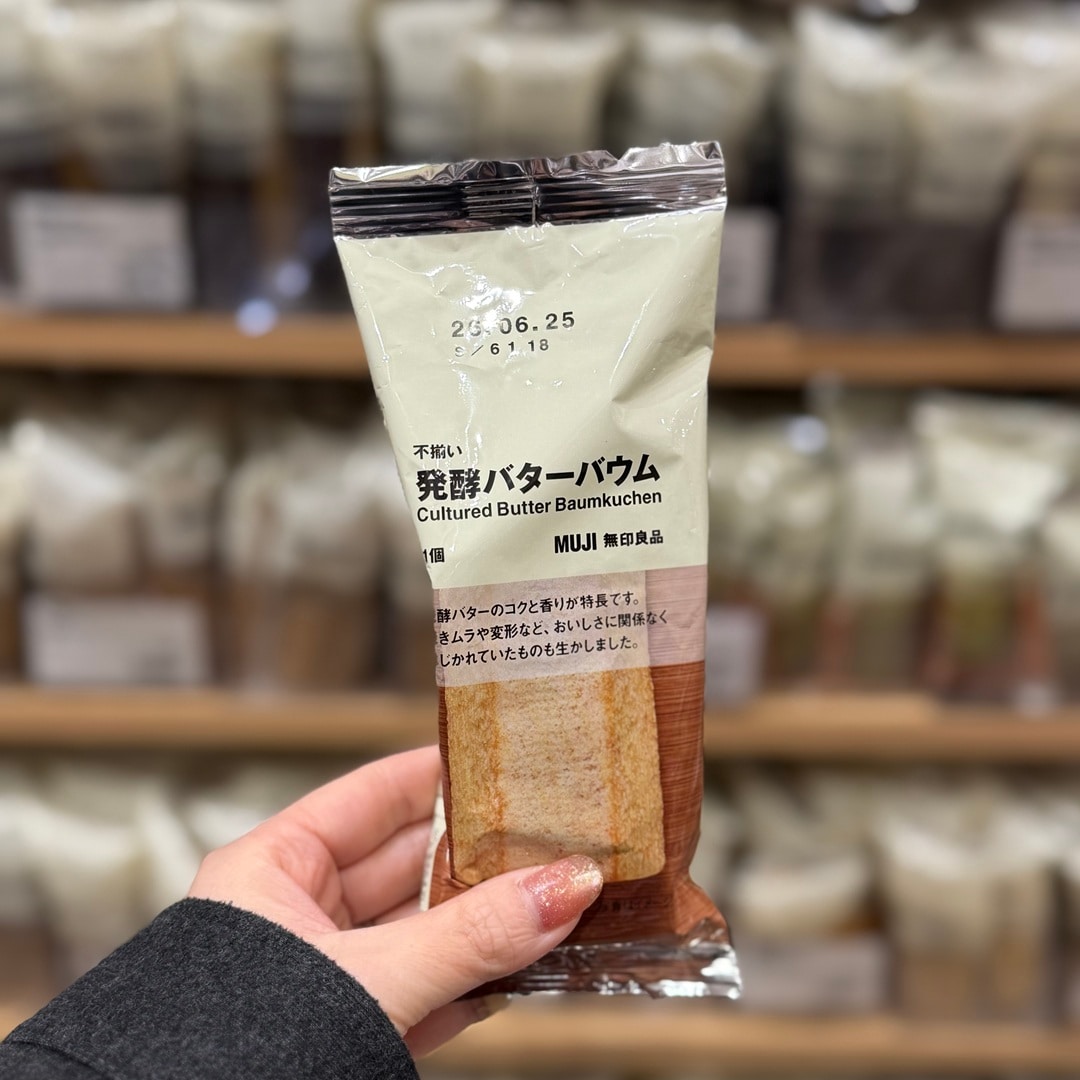 26.06.25
S/61 18
不揃い
発酵バターバウム
Cultured Butter Baumkuchen
1個
MUJI 無印良品
酵バターのコクと香りが特長です。
きムラや変形など、おいしさに関係なく
じかれていたものも生かしました。